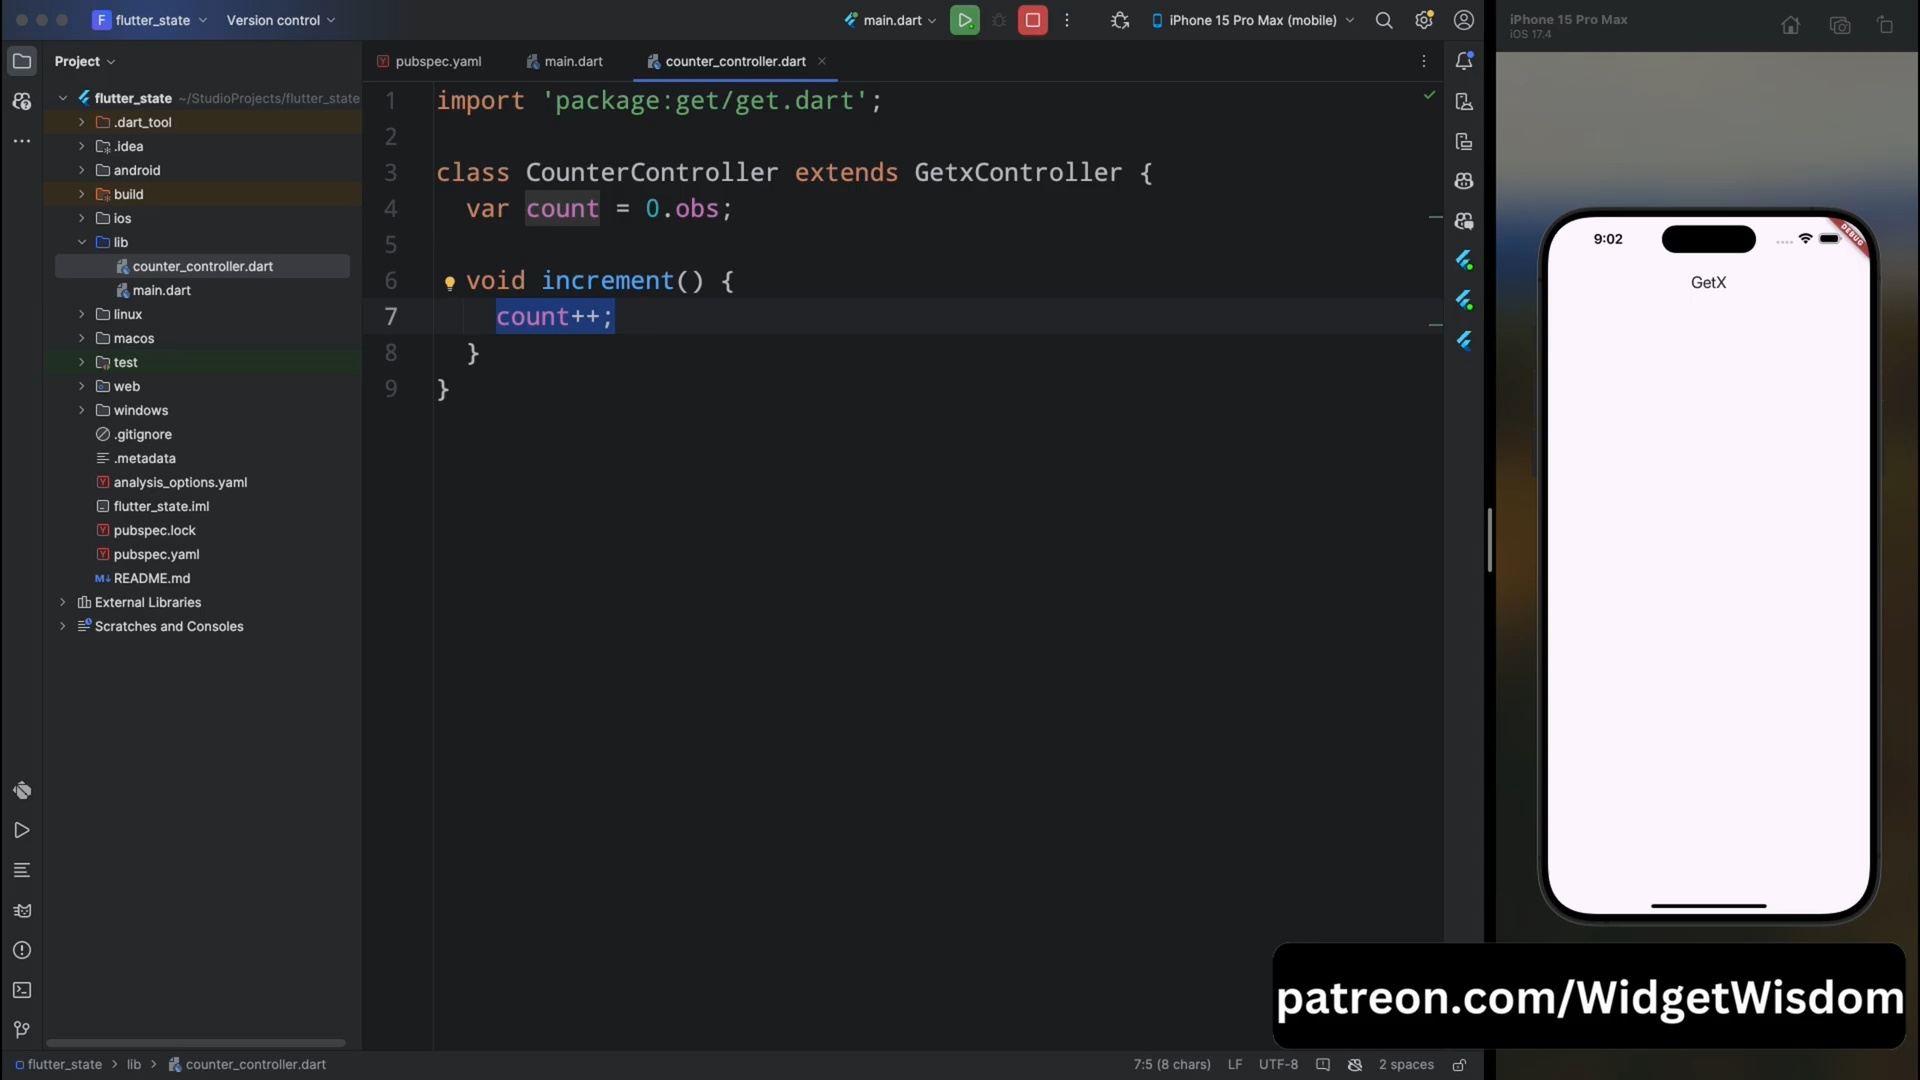 F flutter_state
Version control
main.dart
iPhone 15 Pro Max (mobile)
iPhone 15 Pro Max
iOS 17.4
Project
pubspec.yaml
main.dart
counter_controller.dart
flutter_state ~/StudioProjects/flutter_state
.dart_tool
.idea
android
build
ios
lib
counter_controller.dart
main.dart
linux
macos
test
web
windows
.gitignore
.metadata
analysis_options.yaml
flutter_state.iml
pubspec.lock
pubspec.yaml
M↓ README.md
External Libraries
Scratches and Consoles
1 import 'package:get/get.dart';
2
3 class CounterController extends GetxController {
4 var count = 0.obs;
5
6 void increment() {
7 count++;
8 }
9 }
9:02
DEBUG
GetX
patreon.com/WidgetWisdom
flutter_state > lib > counter_controller.dart
7:5 (8 chars) LF UTF-8 2 spaces